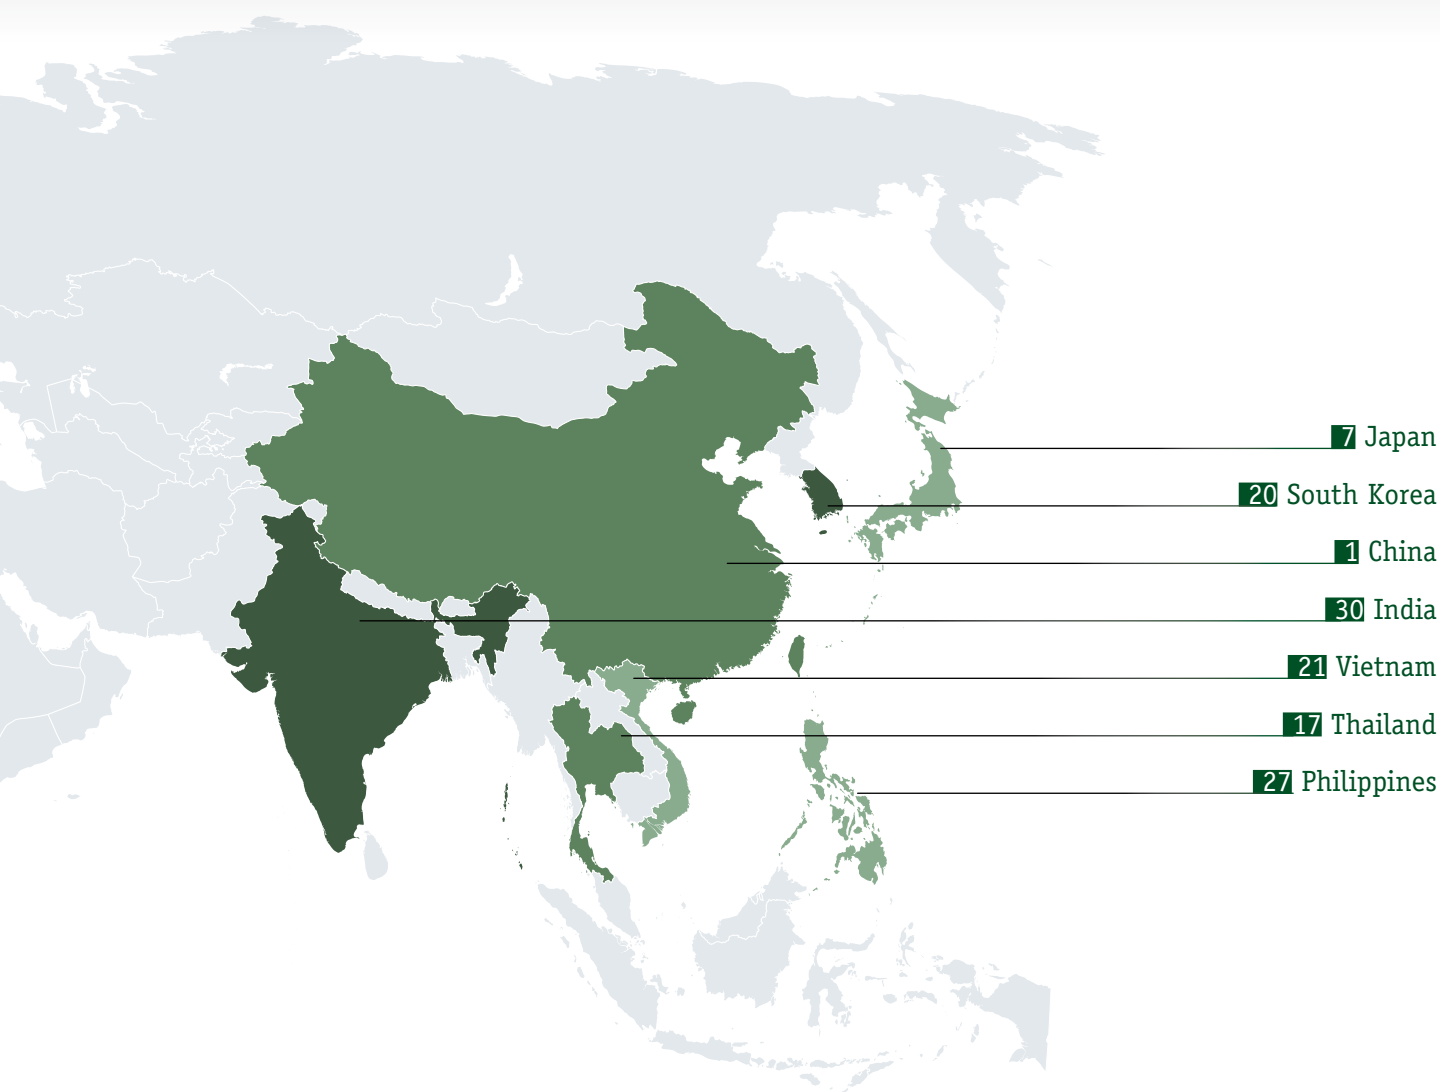 7 Japan
20 South Korea
1 China
30 India
21 Vietnam
17 Thailand
27 Philippines